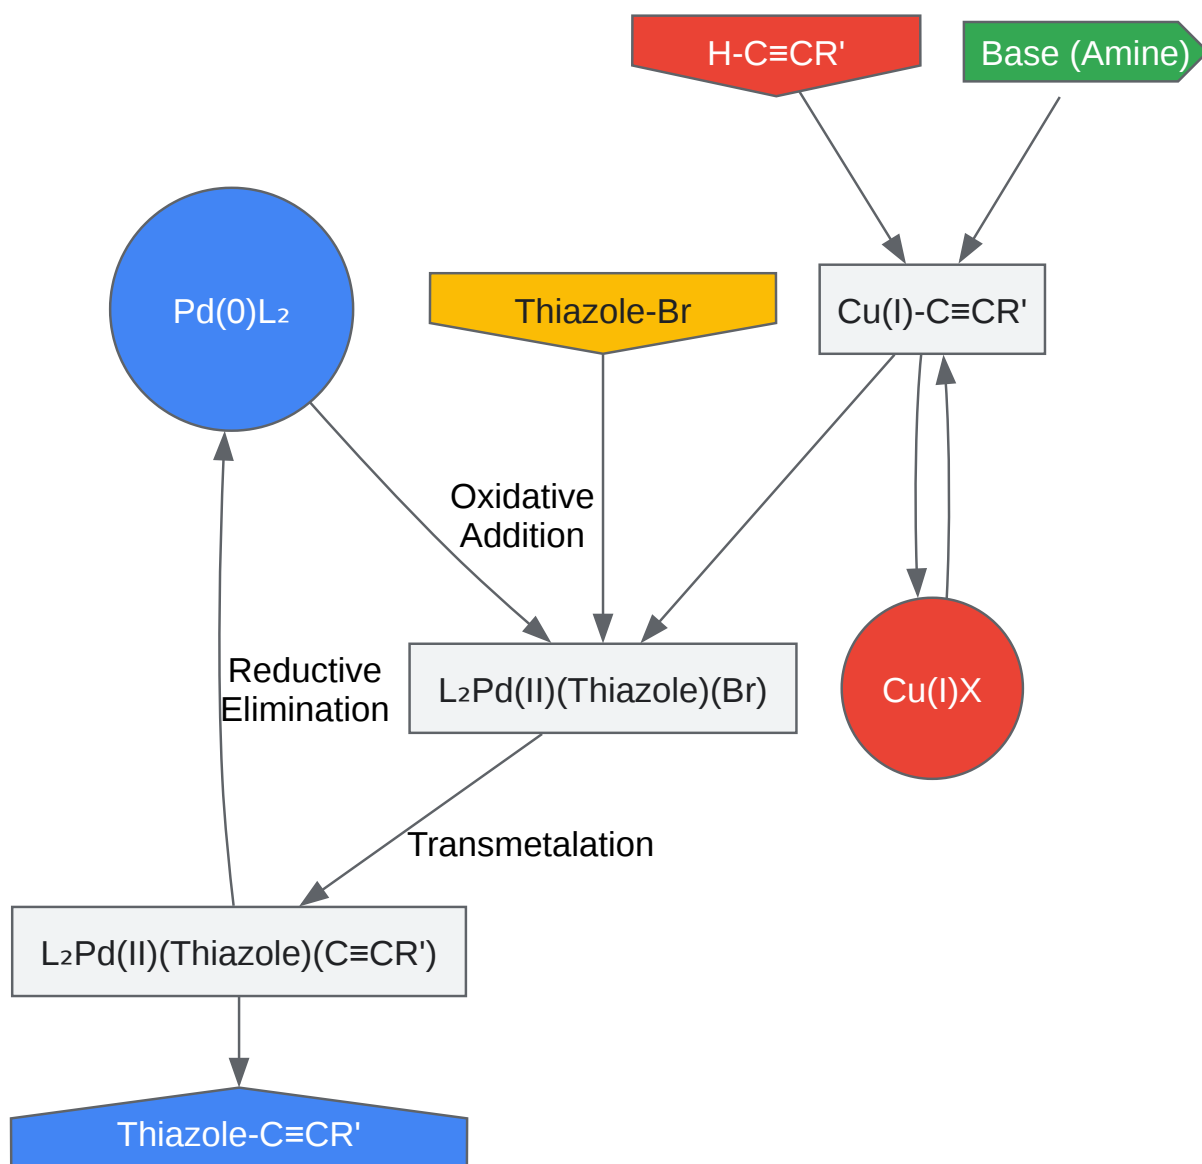 H-C≡CR'
Base (Amine)
Pd(0)L₂
Thiazole-Br
Cu(I)-C≡CR'
Oxidative
Addition
Reductive
Elimination
L₂Pd(II)(Thiazole)(Br)
Cu(I)X
Transmetalation
L₂Pd(II)(Thiazole)(C≡CR')
Thiazole-C≡CR'